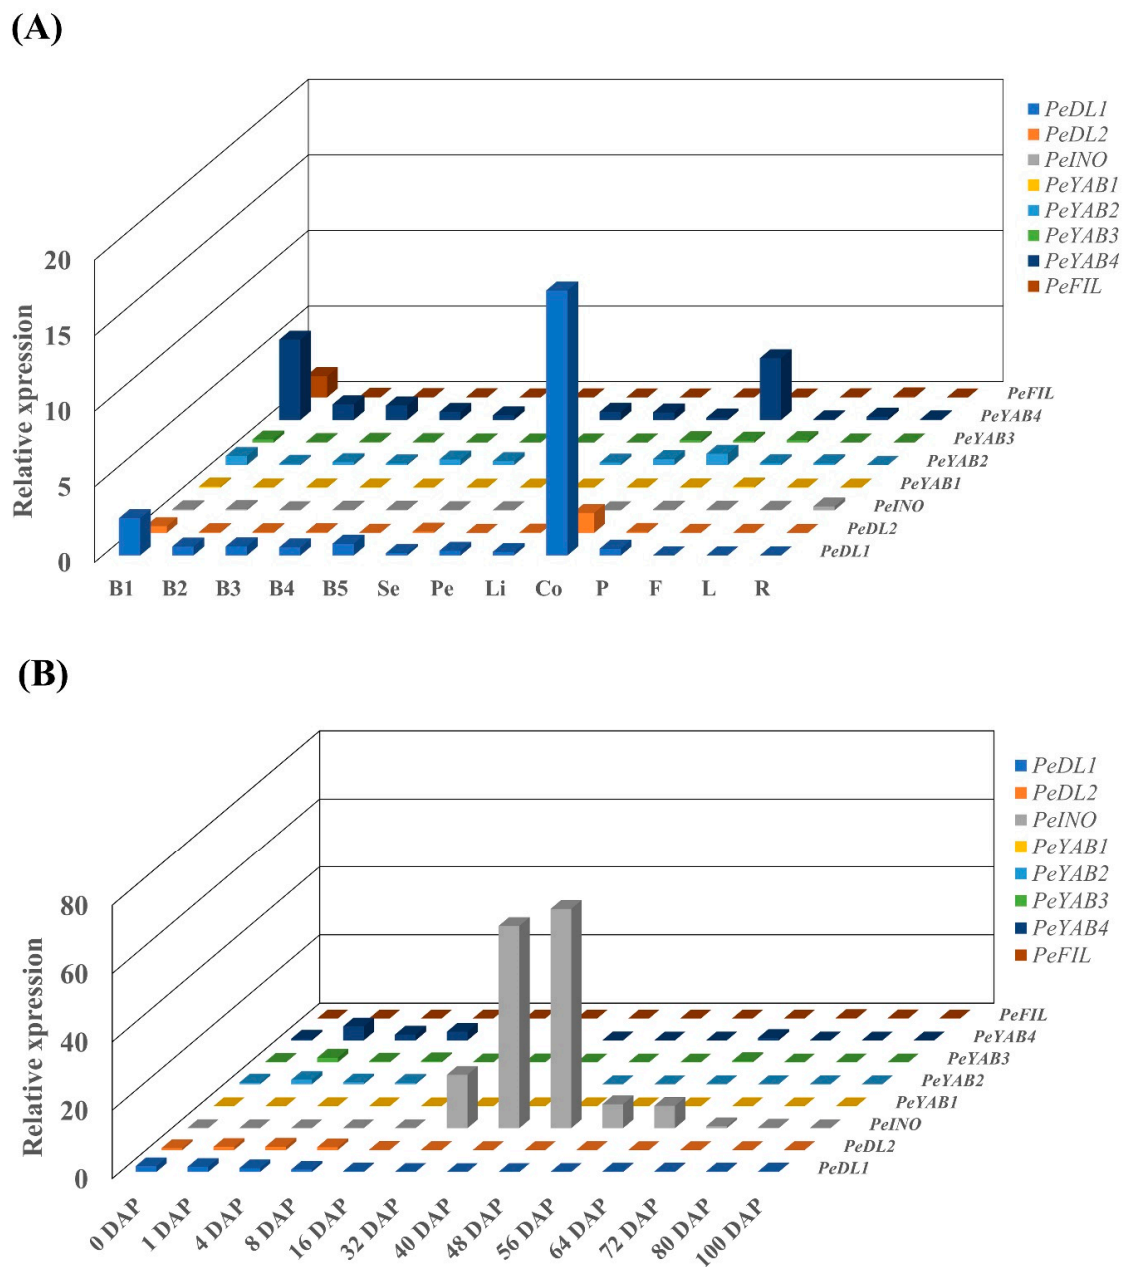 (A)
20
15
10
5
0
Relative xpression
B1 B2 B3 B4 B5 Se Pe Li Co P F L R
PeFIL
PeYAB4
PeYAB3
PeYAB2
PeYAB1
PeINO
PeDL2
PeDL1
PeDL1
PeDL2
PeINO
PeYAB1
PeYAB2
PeYAB3
PeYAB4
PeFIL
(B)
80
60
40
20
0
Relative xpression
0 DAP
1 DAP
4 DAP
8 DAP
16 DAP
32 DAP
40 DAP
48 DAP
56 DAP
64 DAP
72 DAP
80 DAP
100 DAP
PeFIL
PeYAB4
PeYAB3
PeYAB2
PeYAB1
PeINO
PeDL2
PeDL1
PeDL1
PeDL2
PeINO
PeYAB1
PeYAB2
PeYAB3
PeYAB4
PeFIL